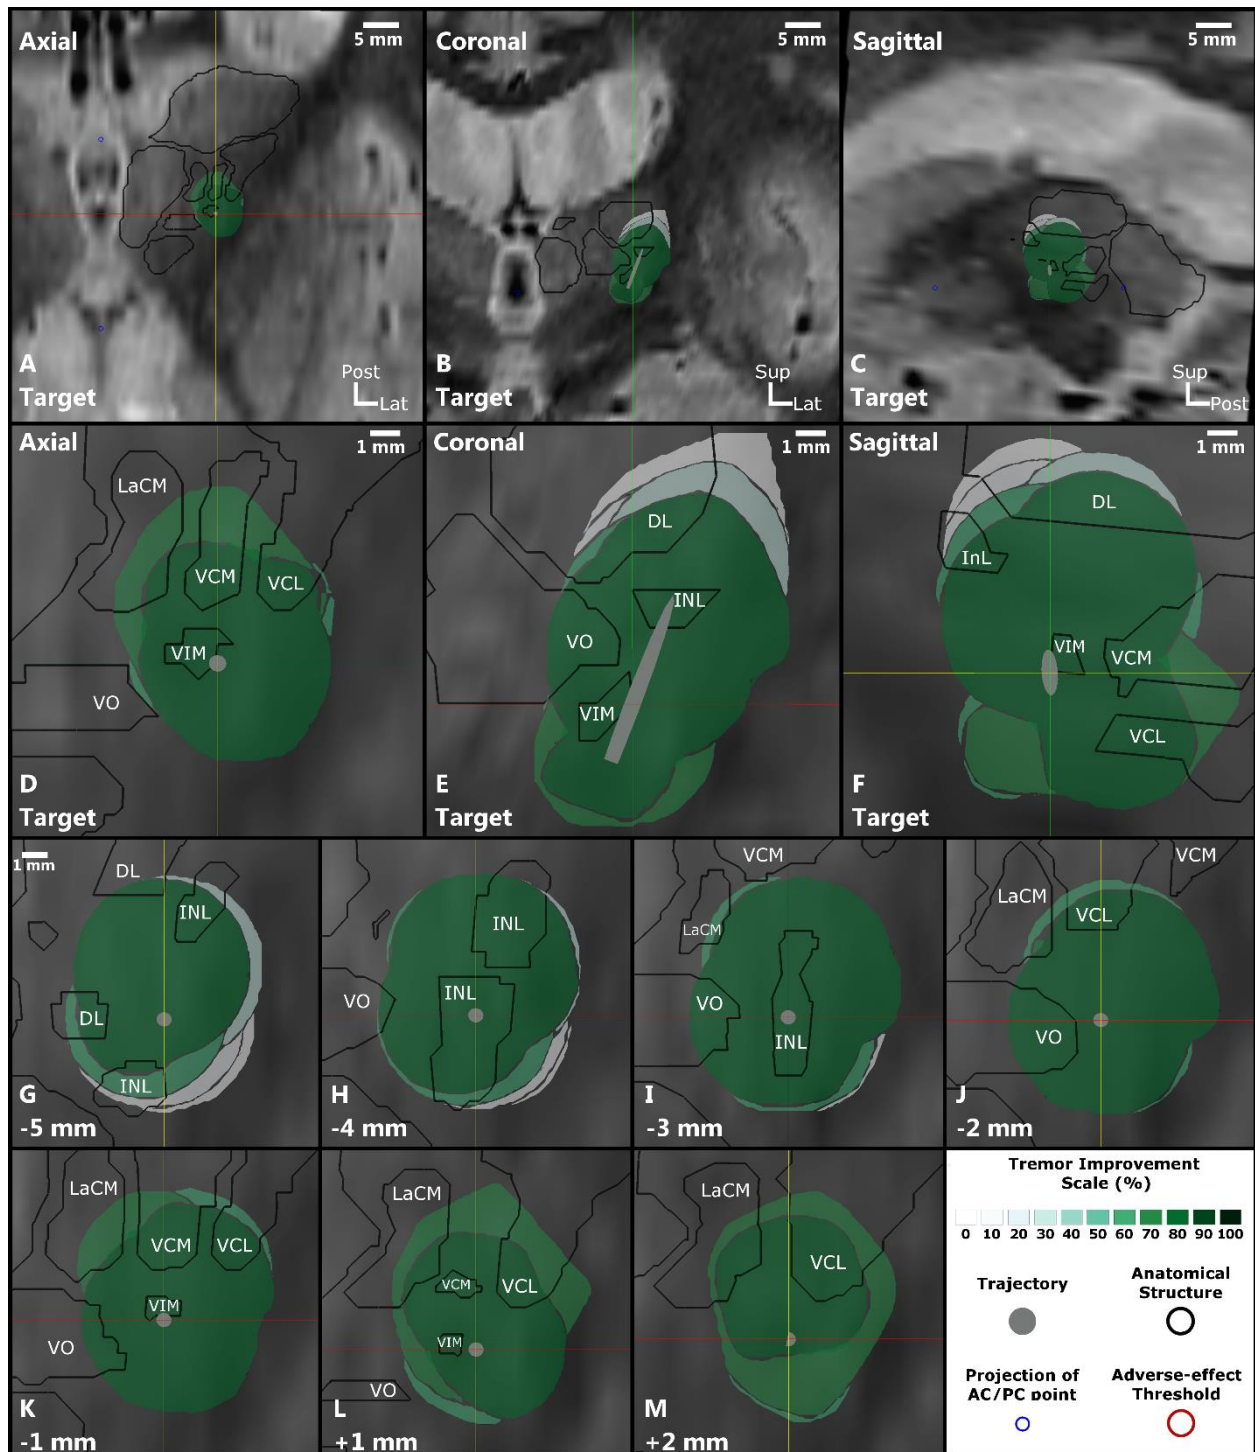 Axial
5 mm
Coronal
5 mm
Sagittal
5 mm
A
Target
Post
Lat
B
Target
Sup
Lat
C
Target
Sup
Post
Axial
1 mm
LaCM
VCM
VCL
VIM
VO
D
Target
Coronal
1 mm
DL
INL
VO
VIM
E
Target
Sagittal
1 mm
DL
InL
VIM
VCM
VCL
F
Target
1 mm
DL
INL
DL
INL
G
-5 mm
INL
INL
VO
H
-4 mm
VCM
LaCM
VO
INL
I
-3 mm
VCM
LaCM
VCL
VO
J
-2 mm
LaCM
VCM
VCL
VIM
VO
K
-1 mm
LaCM
VCM
VCL
VIM
VO
L
+1 mm
LaCM
VCL
M
+2 mm
Tremor Improvement
Scale (%)
0 10 20 30 40 50 60 70 80 90 100
Trajectory
Anatomical
Structure
Projection of
AC/PC point
Adverse-effect
Threshold